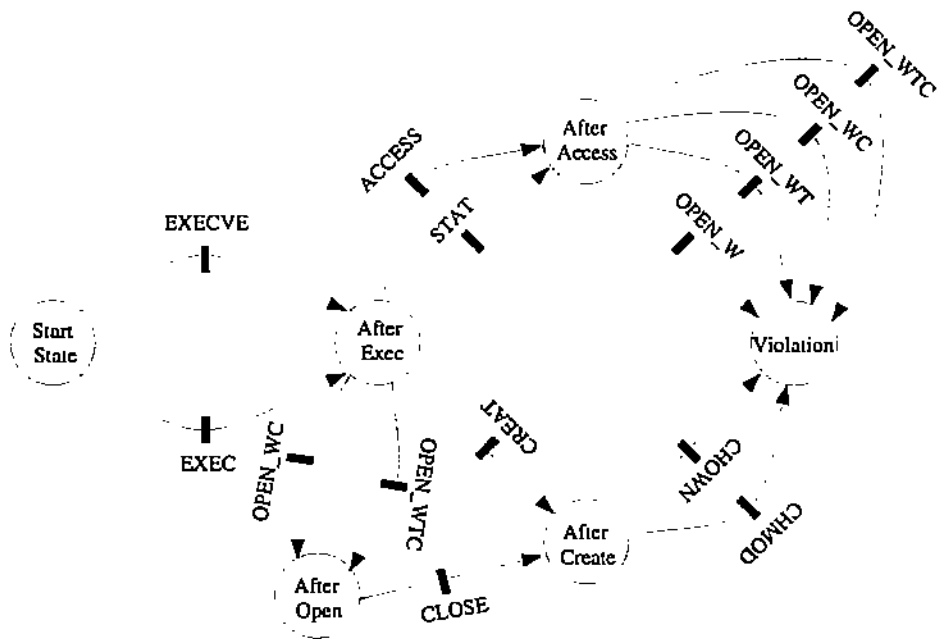 OPEN_WTC
OPEN_WC
OPEN_WT
OPEN_W
After
Access
ACCESS
STAT
EXECVE
Start
State
After
Exec
Violation
EXEC
OPEN_WC
OPEN_WTC
CREAT
CHOWN
CHMOD
After
Create
After
Open
CLOSE